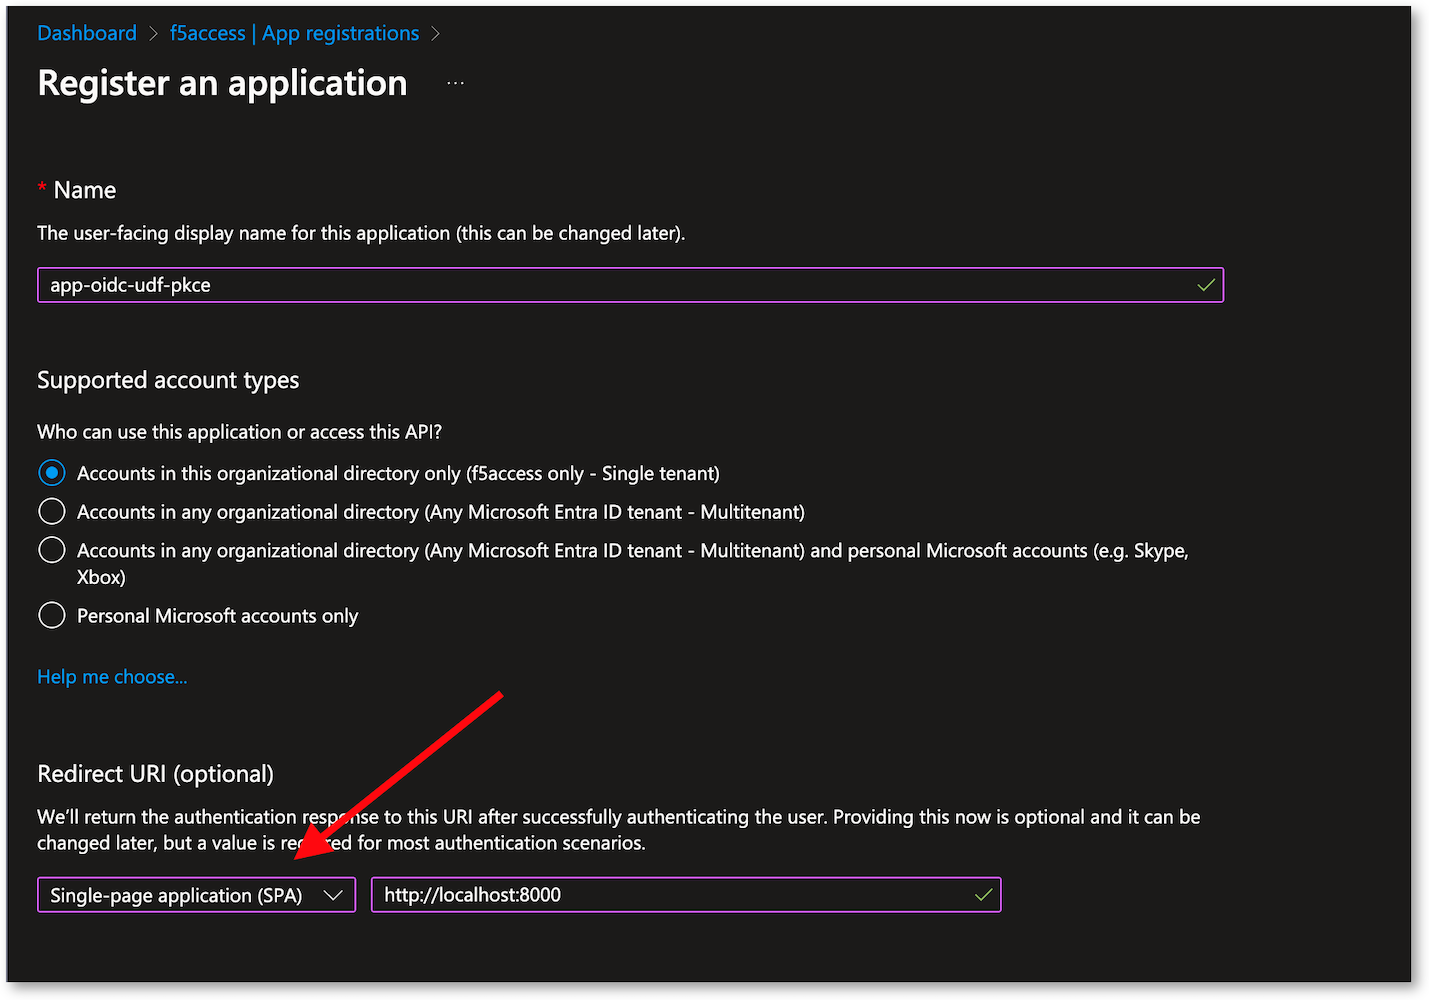 Dashboard > f5access | App registrations >
Register an application ...
* Name
The user-facing display name for this application (this can be changed later).
app-oidc-udf-pkce
Supported account types
Who can use this application or access this API?
Accounts in this organizational directory only (f5access only - Single tenant)
Accounts in any organizational directory (Any Microsoft Entra ID tenant - Multitenant)
Accounts in any organizational directory (Any Microsoft Entra ID tenant - Multitenant) and personal Microsoft accounts (e.g. Skype,
Xbox)
Personal Microsoft accounts only
Help me choose...
Redirect URI (optional)
We'll return the authentication response to this URI after successfully authenticating the user. Providing this now is optional and it can be
changed later, but a value is required for most authentication scenarios.
Single-page application (SPA) http://localhost:8000